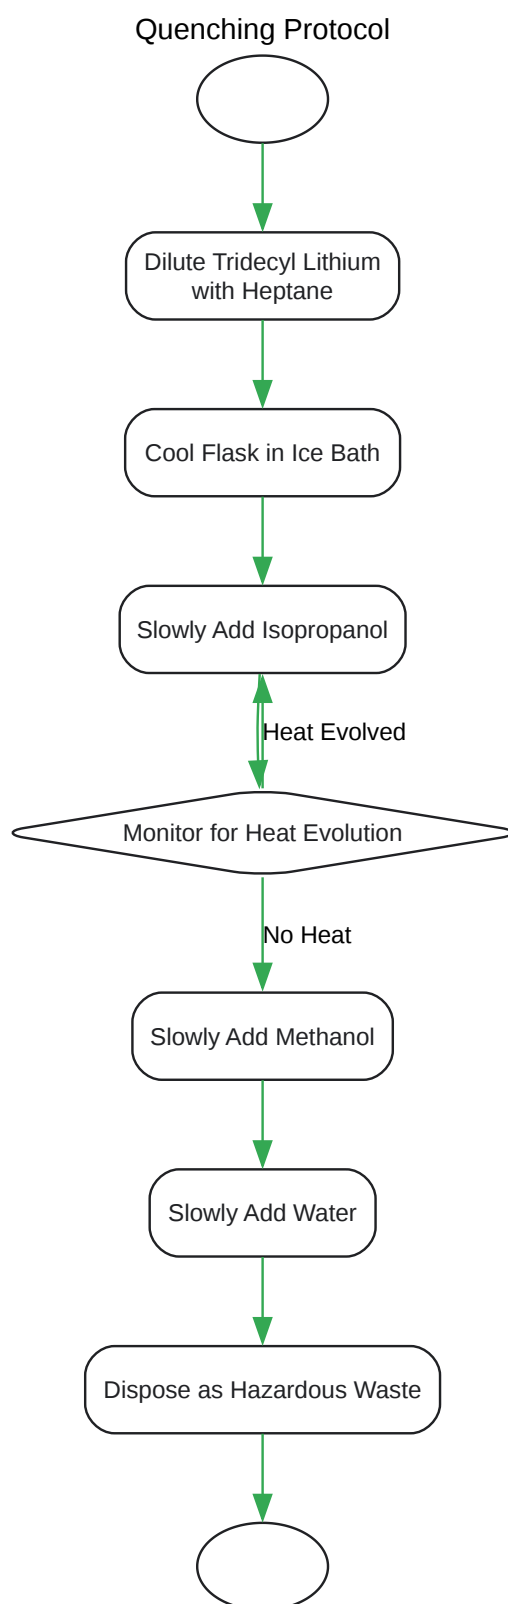 Quenching Protocol
Dilute Tridecyl Lithium
with Heptane
Cool Flask in Ice Bath
Slowly Add Isopropanol
Heat Evolved
Monitor for Heat Evolution
No Heat
Slowly Add Methanol
Slowly Add Water
Dispose as Hazardous Waste